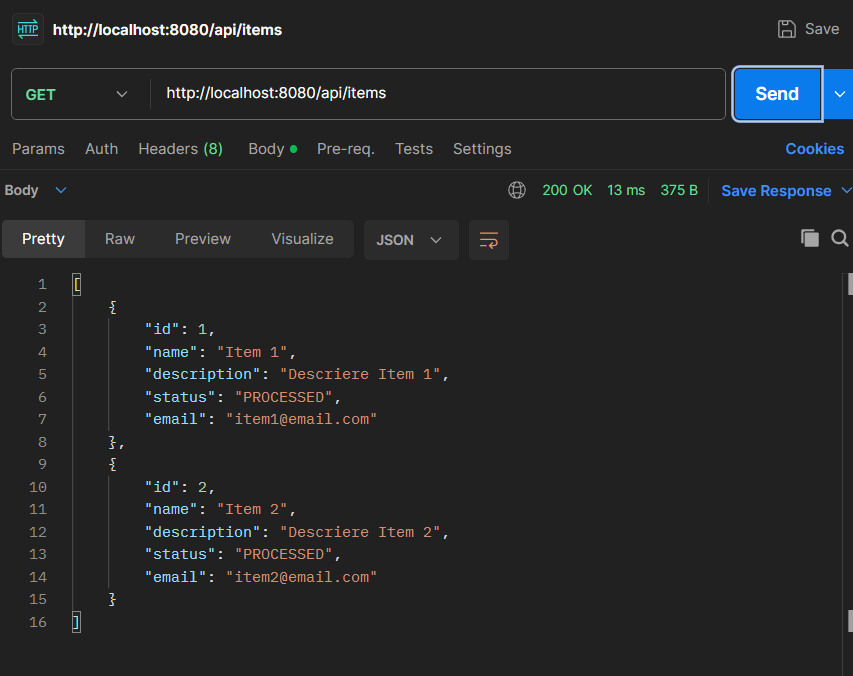 HTTP http://localhost:8080/api/items Save
GET http://localhost:8080/api/items Send
Params Auth Headers (8) Body Pre-req. Tests Settings Cookies
Body 200 OK 13 ms 375 B Save Response
Pretty Raw Preview Visualize JSON
1 [
2 {
3 "id": 1,
4 "name": "Item 1",
5 "description": "Descriere Item 1",
6 "status": "PROCESSED",
7 "email": "item1@email.com"
8 },
9 {
10 "id": 2,
11 "name": "Item 2",
12 "description": "Descriere Item 2",
13 "status": "PROCESSED",
14 "email": "item2@email.com"
15 }
16 ]